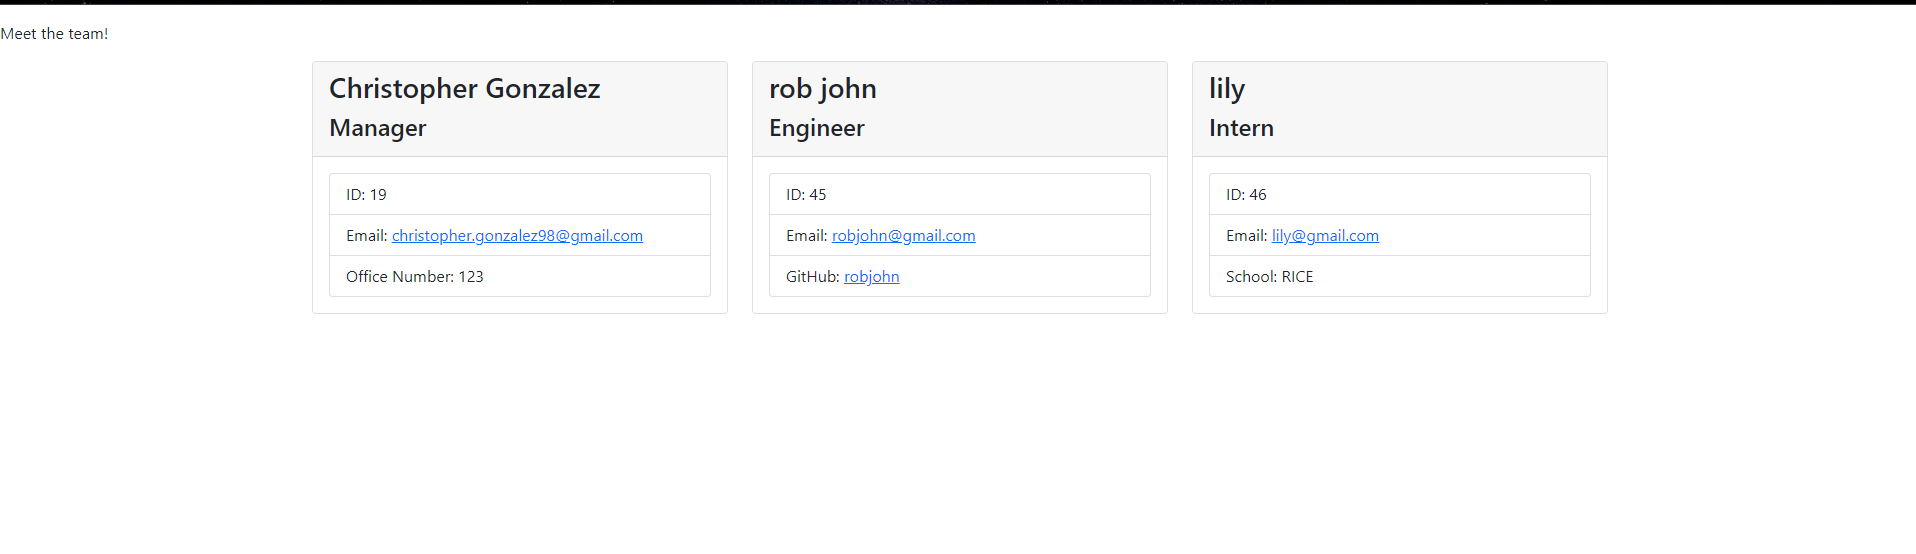 Meet the team!
Christopher Gonzalez
Manager
ID: 19
Email: christopher.gonzalez98@gmail.com
Office Number: 123
rob john
Engineer
ID: 45
Email: robjohn@gmail.com
GitHub: robjohn
lily
Intern
ID: 46
Email: lily@gmail.com
School: RICE